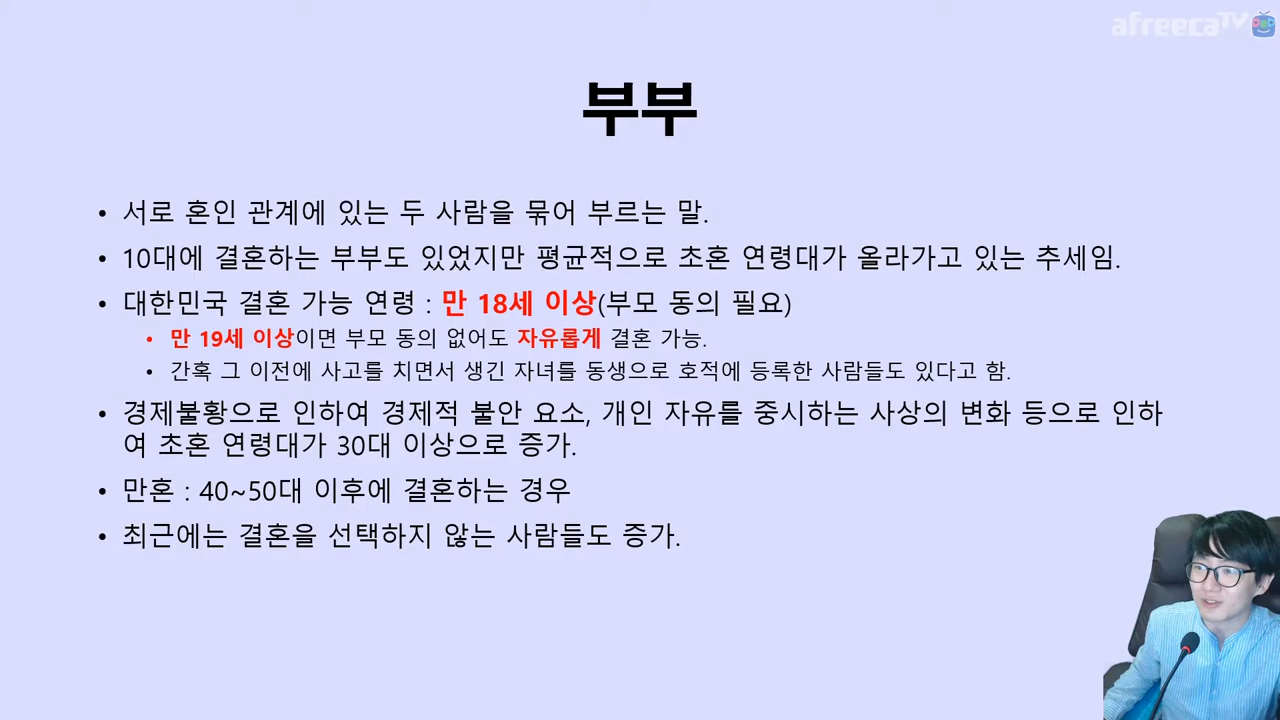 afreecaTV
부부
• 서로 혼인 관계에 있는 두 사람을 묶어 부르는 말.
• 10대에 결혼하는 부부도 있었지만 평균적으로 초혼 연령대가 올라가고 있는 추세임.
• 대한민국 결혼 가능 연령 : 만 18세 이상(부모 동의 필요)
• 만 19세 이상이면 부모 동의 없어도 자유롭게 결혼 가능.
• 간혹 그 이전에 사고를 치면서 생긴 자녀를 동생으로 호적에 등록한 사람들도 있다고 함.
• 경제불황으로 인하여 경제적 불안 요소, 개인 자유를 중시하는 사상의 변화 등으로 인하
여 초혼 연령대가 30대 이상으로 증가.
• 만혼 : 40~50대 이후에 결혼하는 경우
• 최근에는 결혼을 선택하지 않는 사람들도 증가.